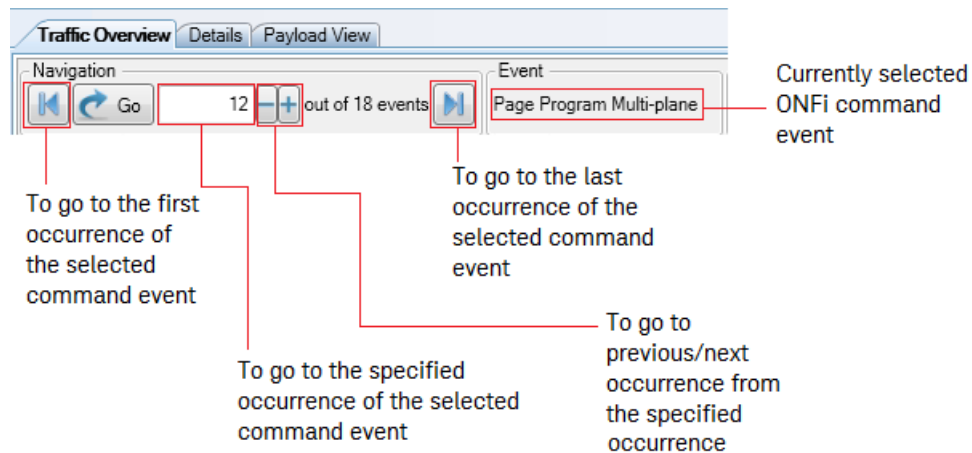 Traffic Overview Details Payload View
Navigation
Event
Go 12 - + out of 18 events
Page Program Multi-plane
Currently selected
ONFi command
event
To go to the first
occurrence of
the selected
command event
To go to the last
occurrence of the
selected command
event
To go to the specified
occurrence of the selected
command event
To go to
previous/next
occurrence from
the specified
occurrence